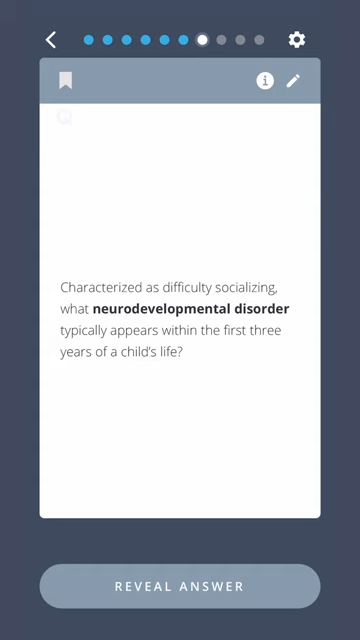 Q
Characterized as difficulty socializing,
what neurodevelopmental disorder
typically appears within the first three
years of a child's life?
REVEAL ANSWER